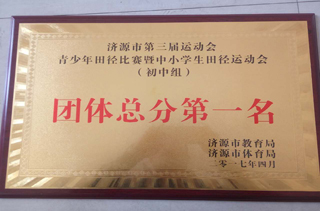 济源市第三届运动会
青少年田径比赛暨中小学生田径运动会
（初中组）
团体总分第一名
济源市教育局
济源市体育局
二〇一七年四月